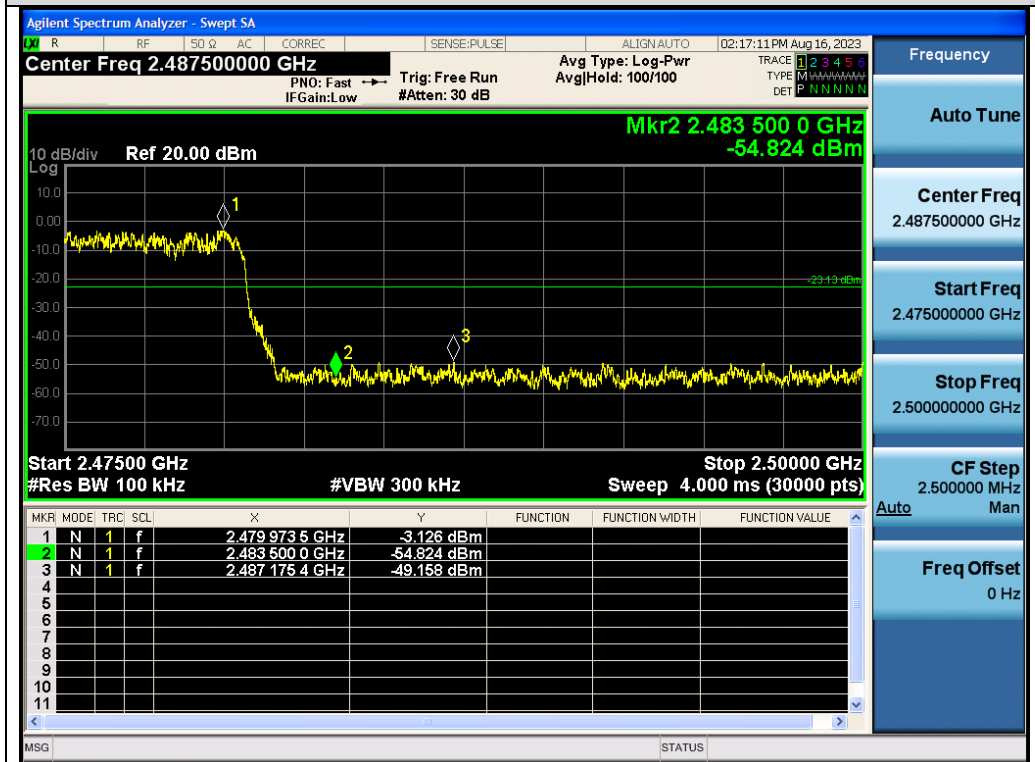 Agilent Spectrum Analyzer - Swept SA
LXI R RF 50 Ω AC CORREC SENSE:PULSE ALIGN AUTO 02:17:11 PM Aug 16, 2023
Center Freq 2.487500000 GHz
PNO: Fast
IFGain:Low
Trig: Free Run
#Atten: 30 dB
Avg Type: Log-Pwr
Avg|Hold: 100/100
TRACE 1 2 3 4 5 6
TYPE M
DET P N N N N N
Frequency
Auto Tune
Center Freq
2.487500000 GHz
Start Freq
2.475000000 GHz
Stop Freq
2.500000000 GHz
CF Step
2.500000 MHz
Auto Man
Freq Offset
0 Hz
Mkr2 2.483 500 0 GHz
-54.824 dBm
10 dB/div Ref 20.00 dBm
Log
10.0
0.00
-10.0
-20.0
-30.0
-40.0
-50.0
-60.0
-70.0
1
2
3
-23.13 dBm
Start 2.47500 GHz Stop 2.50000 GHz
#Res BW 100 kHz #VBW 300 kHz Sweep 4.000 ms (30000 pts)
MKR MODE TRC SCL X Y FUNCTION FUNCTION WIDTH FUNCTION VALUE
1 N 1 f 2.479 973 5 GHz -3.126 dBm
2 N 1 f 2.483 500 0 GHz -54.824 dBm
3 N 1 f 2.487 175 4 GHz -49.158 dBm
4
5
6
7
8
9
10
11
MSG STATUS